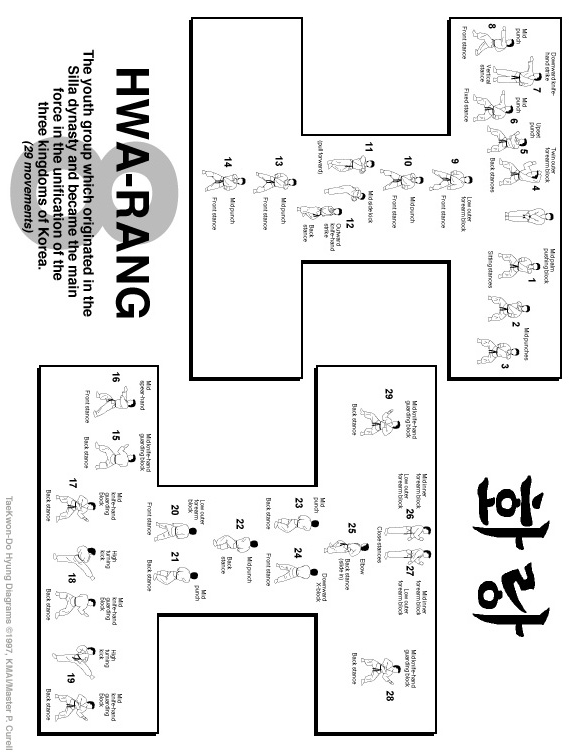 HWA-RANG
8
The youth group which originated in the
Silla dynasty and became the main
force in the unification of the
three kingdoms of Korea.
(29 movements)
화랑
Mid palm
pushing block
1
Sitting stances
2
Mid punches
3
Twin outer
forearm block
4
Back stances
Upset
punch
5
Mid
punch
6
Fixed stance
Downward knife-
hand strike
7
Vertical
stance
Mid
punch
8
Front stance
9
Low outer
forearm block
Front stance
10
Mid punch
Front stance
11
(pull forward)
Mid side kick
12
Outward
knife-hand
strike
Back
stance
13
Mid punch
Front stance
14
Mid punch
Front stance
Mid knife-hand
guarding block
15
Back stance
Mid
spear-hand
16
Front stance
17
Mid
knife-hand
guarding
block
Back stance
High
turning
kick
18
Mid
knife-hand
guarding
block
Back stance
High
turning
kick
19
Mid
knife-hand
guarding
block
Back stance
Low outer
forearm
block
20
Front stance
21
Mid
punch
Back stance
22
Mid punch
Back
stance
23
Mid
punch
Back stance
24
Downward
X-block
Front stance
25
Elbow
Back stance
(slide in)
Mid inner
forearm block
Low outer
forearm block
26
Close stances
27
Mid inner
forearm block
Low outer
forearm block
Mid knife-hand
guarding block
28
Back stance
29
Mid knife-hand
guarding block
Back stance
TaeKwon-Do Hyung Diagrams ©1997, KMAI/Master P. Curell